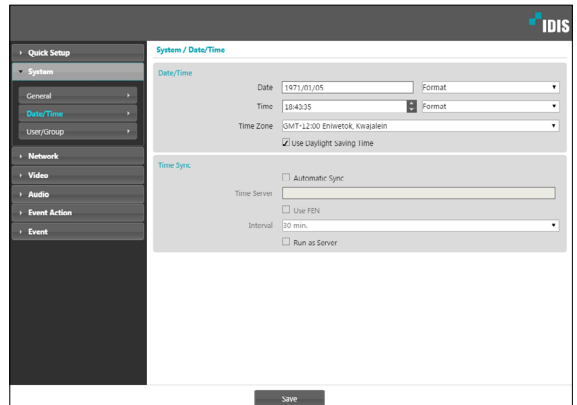 IDIS
Quick Setup
System
General
Date/Time
User/Group
Network
Video
Audio
Event Action
Event
System / Date/Time
Date/Time
Date 1971/01/05 Format
Time 18:43:35 Format
Time Zone GMT-12:00 Eniwetok, Kwajalein
Use Daylight Saving Time
Time Sync
Automatic Sync
Time Server
Use FEN
Interval 30 min.
Run as Server
Save